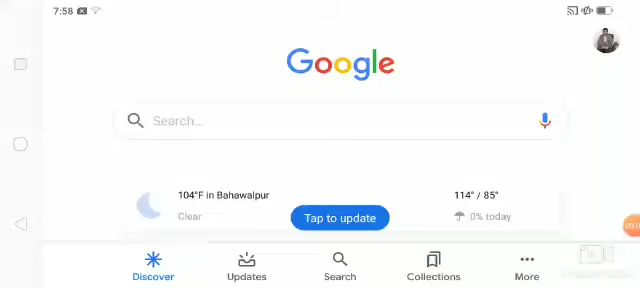 7:58
Google
Search...
104°F in Bahawalpur
114° / 85°
Clear
Tap to update
0% today
Discover
Updates
Search
Collections
More